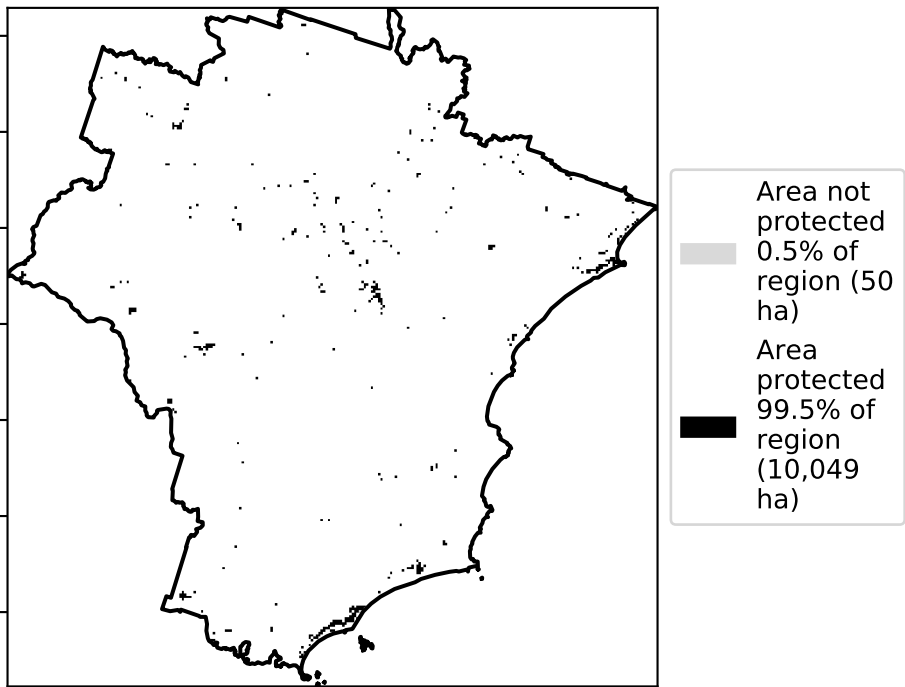 Area not
protected
0.5% of
region (50
ha)
Area
protected
99.5% of
region
(10,049
ha)